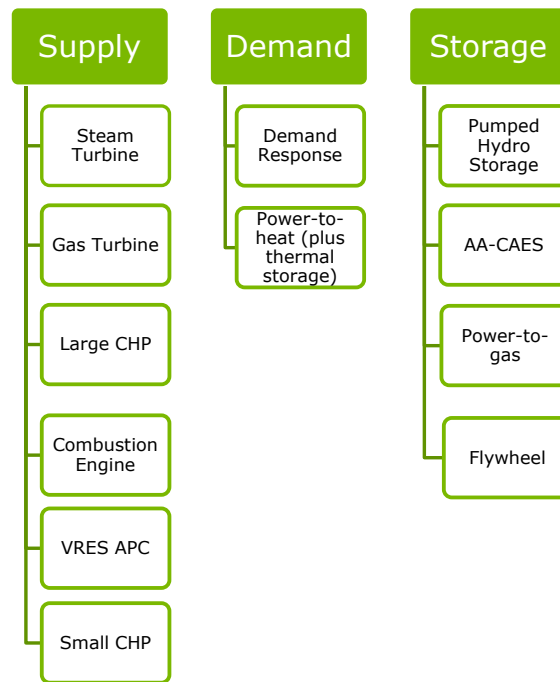 Supply
Steam
Turbine
Gas Turbine
Large CHP
Combustion
Engine
VRES APC
Small CHP
Demand
Demand
Response
Power-to-
heat (plus
thermal
storage)
Storage
Pumped
Hydro
Storage
AA-CAES
Power-to-
gas
Flywheel